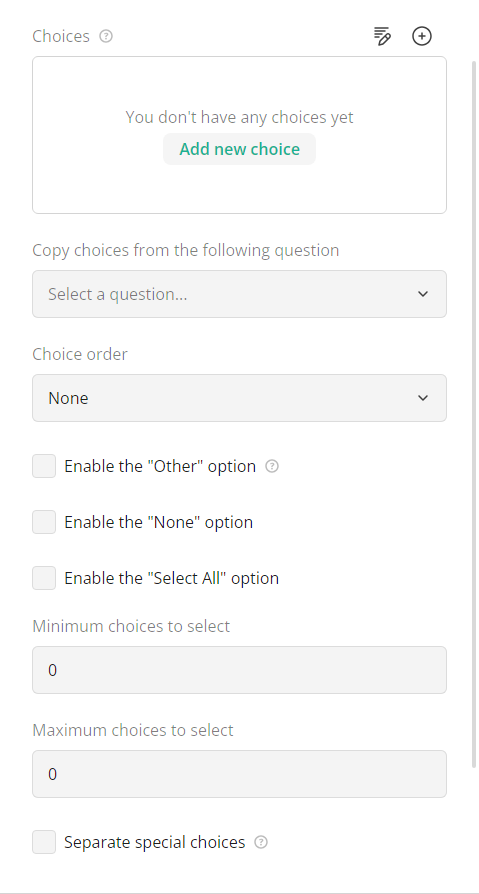 Choices
You don't have any choices yet
Add new choice
Copy choices from the following question
Select a question...
Choice order
None
Enable the "Other" option
Enable the "None" option
Enable the "Select All" option
Minimum choices to select
0
Maximum choices to select
0
Separate special choices